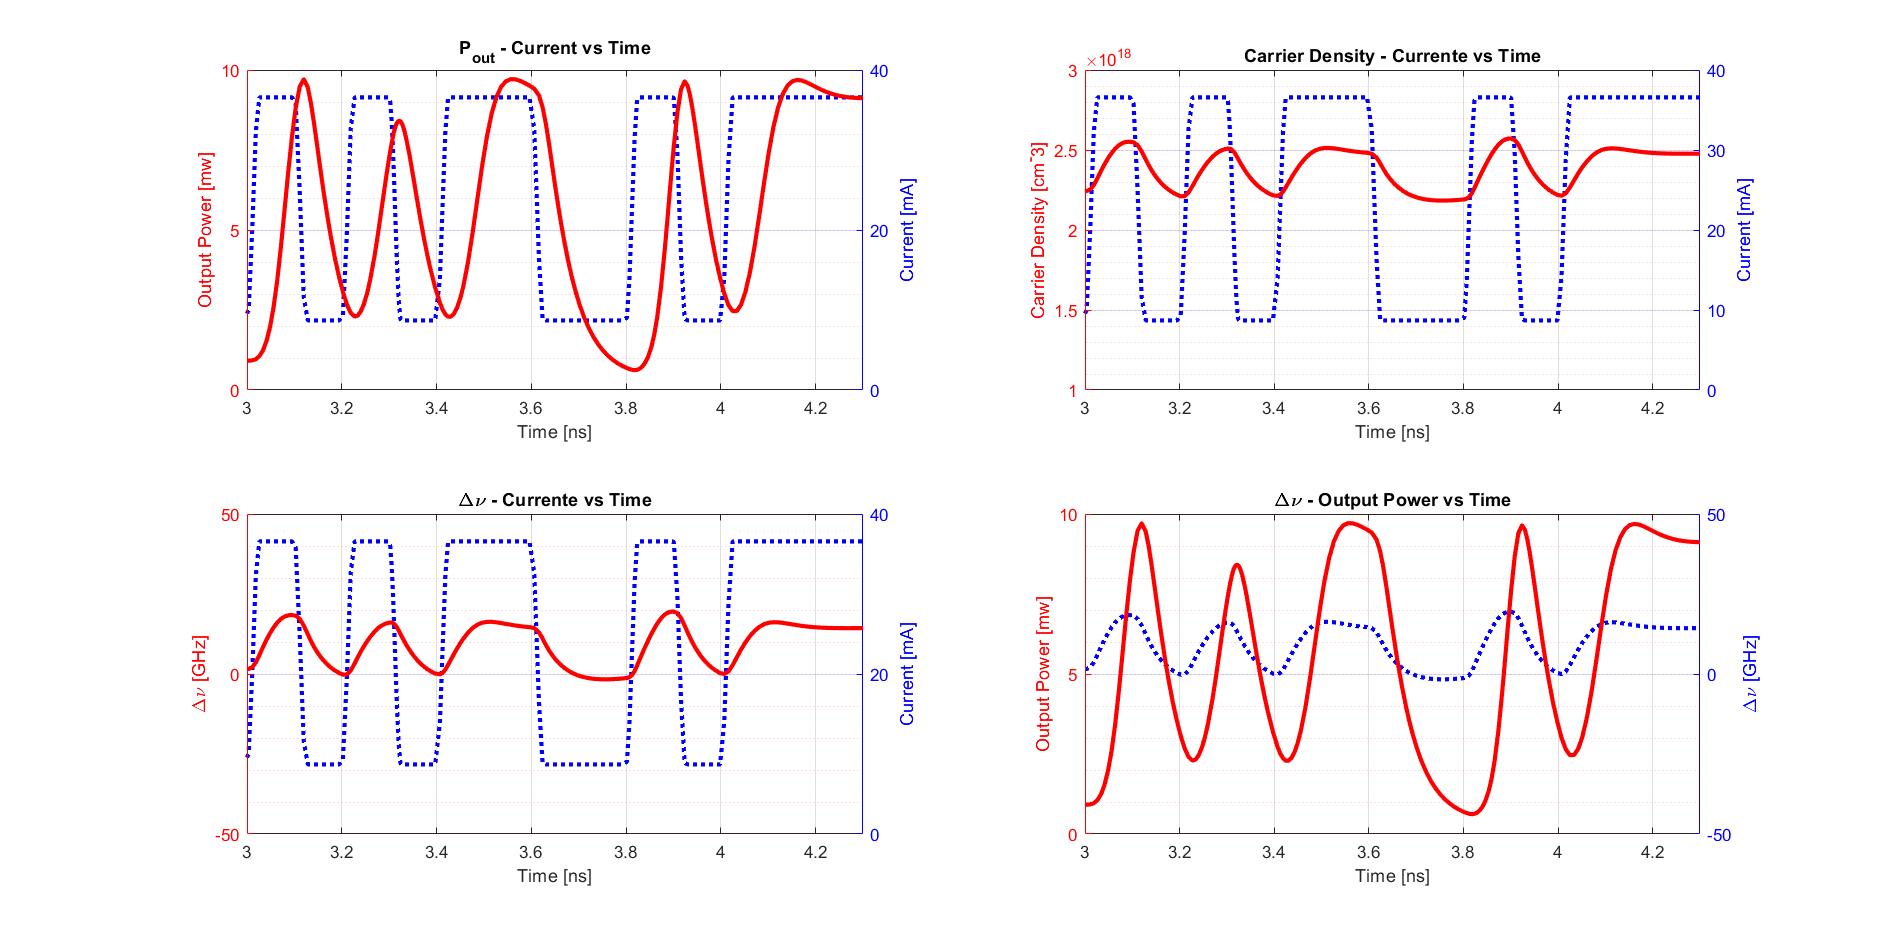 P_out - Current vs Time
10
5
0
Output Power [mw]
40
20
0
Current [mA]
3 3.2 3.4 3.6 3.8 4 4.2
Time [ns]
Carrier Density - Currente vs Time
×10^18
3
2.5
2
1.5
1
Carrier Density [cm^-3]
40
30
20
10
0
Current [mA]
3 3.2 3.4 3.6 3.8 4 4.2
Time [ns]
Δν - Currente vs Time
50
0
-50
Δν [GHz]
40
20
0
Current [mA]
3 3.2 3.4 3.6 3.8 4 4.2
Time [ns]
Δν - Output Power vs Time
10
5
0
Output Power [mw]
50
0
-50
Δν [GHz]
3 3.2 3.4 3.6 3.8 4 4.2
Time [ns]